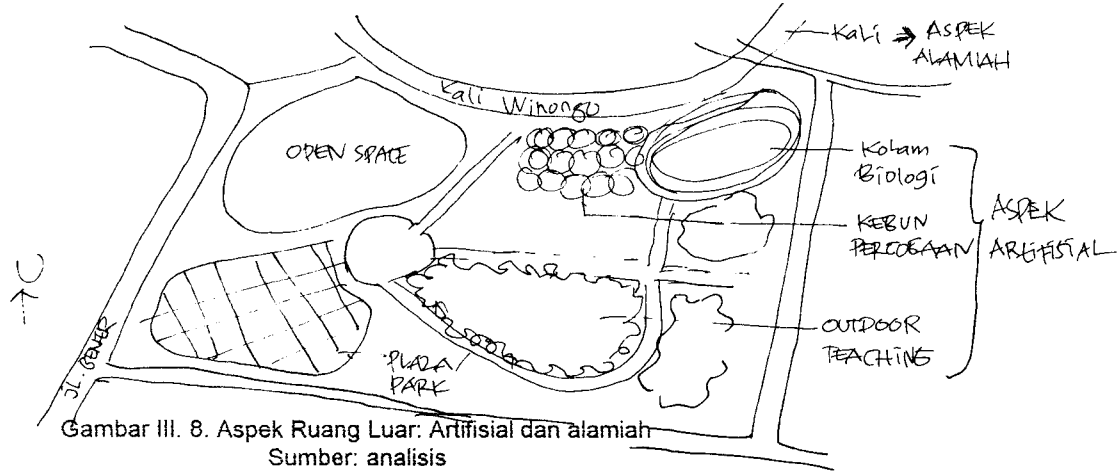 Kali → ASPEK
ALAMIAH
Kali Winongo
OPEN SPACE
Kolam
Biologi
KEBUN
PERCOBAAN
ASPEK
ARTIFISIAL
OUTDOOR
TEACHING
PLAZA/
PARK
JL. BENER
Gambar III. 8. Aspek Ruang Luar: Artifisial dan alamiah
Sumber: analisis